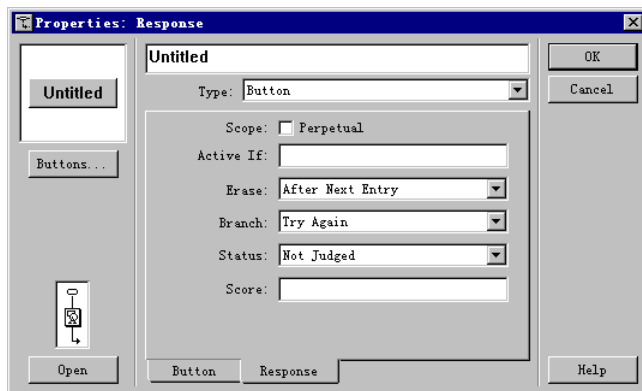 Properties: Response
Untitled
OK
Untitled
Type: Button
Cancel
Scope: Perpetual
Buttons...
Active If:
Erase: After Next Entry
Branch: Try Again
Status: Not Judged
Score:
Open
Button Response
Help